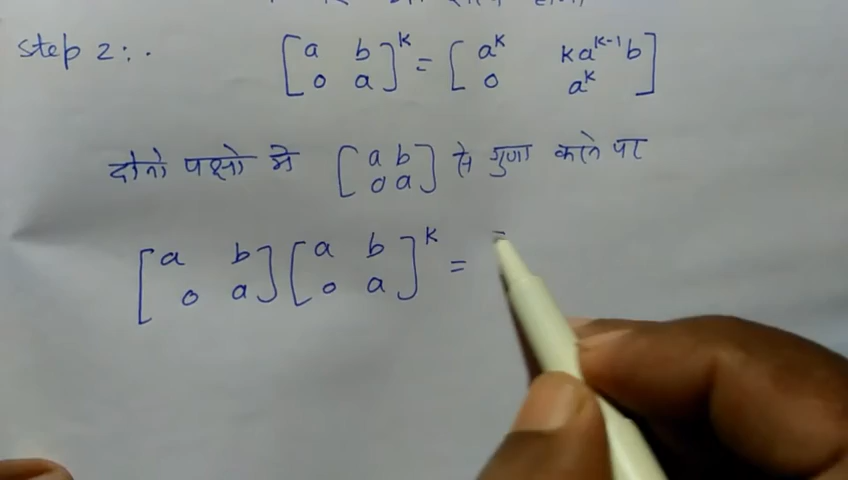 Step 2:. [a b; 0 a]^k = [a^k ka^{k-1}b; 0 a^k]
दोनो पक्षो मे [a b; 0 a] से गुणा करने पर
[a b; 0 a] [a b; 0 a]^k =